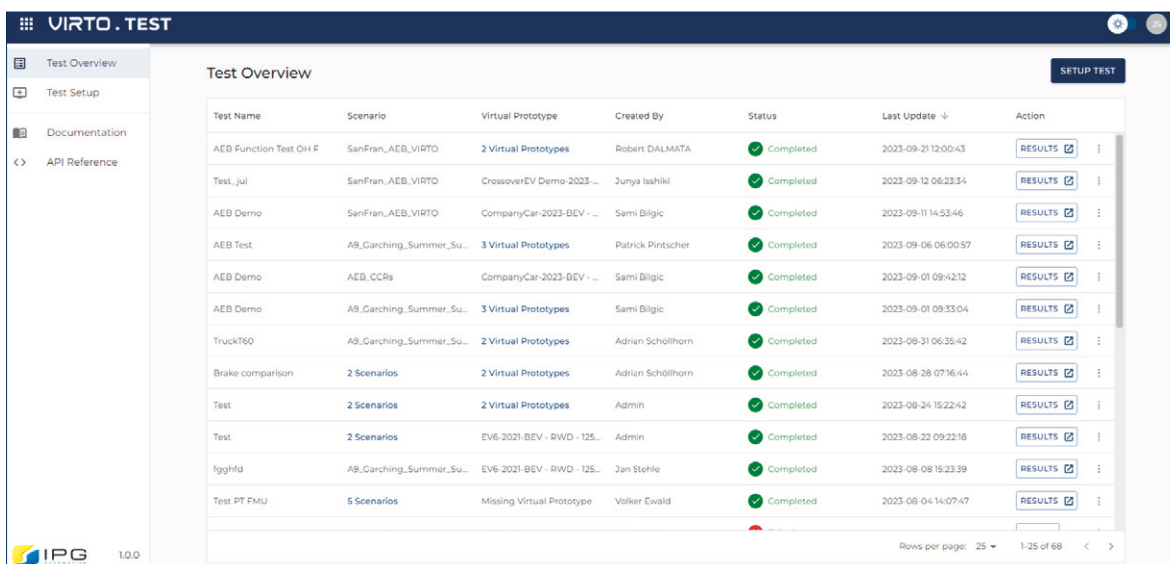 VIRTO.TEST
JS
Test Overview
Test Setup
Documentation
API Reference
Test Overview
SETUP TEST
Test Name Scenario Virtual Prototype Created By Status Last Update ↓ Action
AEB Function Test OH F SanFran_AEB_VIRTO 2 Virtual Prototypes Robert DALMATA Completed 2023-09-21 12:00:43 RESULTS
Test_jui SanFran_AEB_VIRTO CrossoverEV Demo-2023-... Junya Isshiki Completed 2023-09-12 06:23:34 RESULTS
AEB Demo SanFran_AEB_VIRTO CompanyCar-2023-BEV - ... Sami Bilgic Completed 2023-09-11 14:53:46 RESULTS
AEB Test A9_Garching_Summer_Su... 3 Virtual Prototypes Patrick Pintscher Completed 2023-09-06 06:00:57 RESULTS
AEB Demo AEB_CCRs CompanyCar-2023-BEV - ... Sami Bilgic Completed 2023-09-01 09:42:12 RESULTS
AEB Demo A9_Garching_Summer_Su... 3 Virtual Prototypes Sami Bilgic Completed 2023-09-01 09:33:04 RESULTS
TruckT60 A9_Garching_Summer_Su... 2 Virtual Prototypes Adrian Schöllhorn Completed 2023-08-31 06:35:42 RESULTS
Brake comparison 2 Scenarios 2 Virtual Prototypes Adrian Schöllhorn Completed 2023-08-28 07:16:44 RESULTS
Test 2 Scenarios 2 Virtual Prototypes Admin Completed 2023-08-24 15:22:42 RESULTS
Test 2 Scenarios EV6-2021-BEV - RWD - 125... Admin Completed 2023-08-22 09:22:18 RESULTS
fgghfd A9_Garching_Summer_Su... EV6-2021-BEV - RWD - 125... Jan Stehle Completed 2023-08-08 15:23:39 RESULTS
Test PT FMU 5 Scenarios Missing Virtual Prototype Volker Ewald Completed 2023-08-04 14:07:47 RESULTS
Rows per page: 25 1-25 of 68
IPG 1.0.0